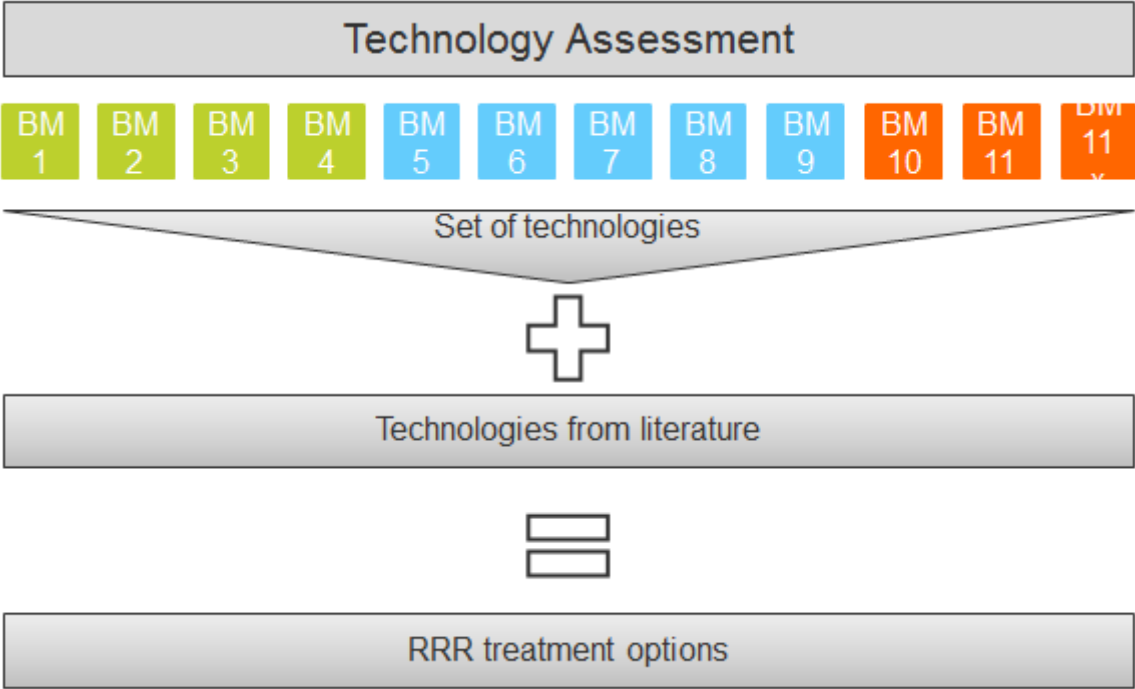 Technology Assessment
BM BM BM BM BM BM BM BM BM BM BM BM
1 2 3 4 5 6 7 8 9 10 11 11
x
Set of technologies
Technologies from literature
RRR treatment options